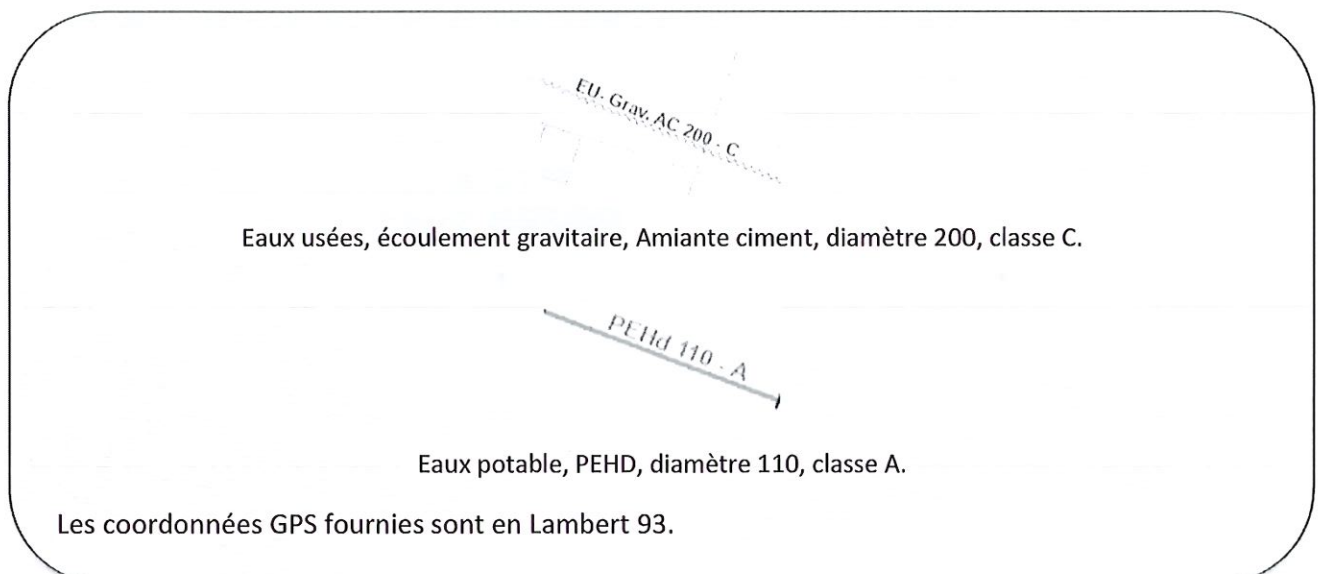 EU. Grav. AC 200 - C
Eaux usées, écoulement gravitaire, Amiante ciment, diamètre 200, classe C.
PEHd 110 - A
Eaux potable, PEHD, diamètre 110, classe A.
Les coordonnées GPS fournies sont en Lambert 93.